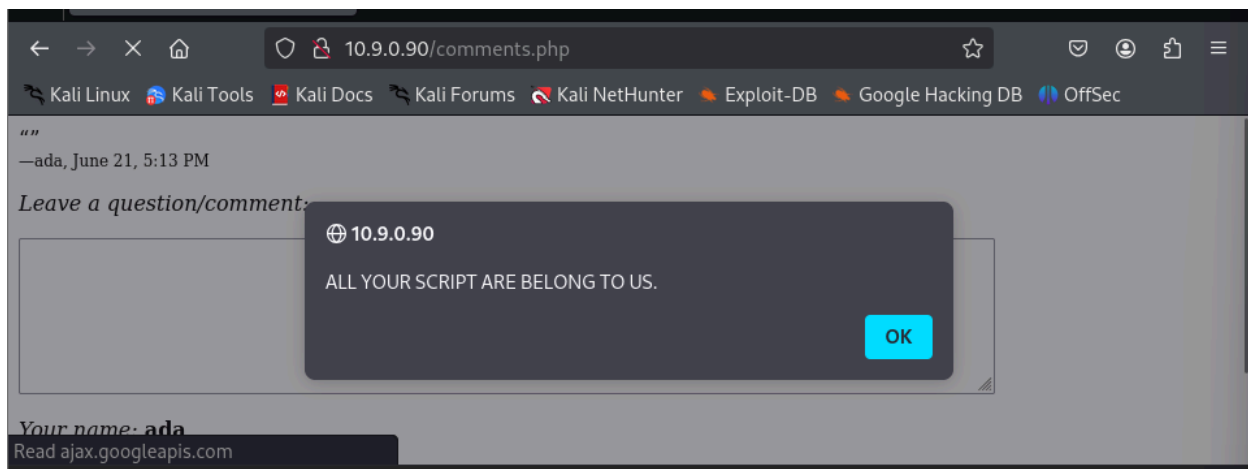 10.9.0.90/comments.php
Kali Linux Kali Tools Kali Docs Kali Forums Kali NetHunter Exploit-DB Google Hacking DB OffSec
“”
—ada, June 21, 5:13 PM
Leave a question/comment:
10.9.0.90
ALL YOUR SCRIPT ARE BELONG TO US.
OK
Your name: ada
Read ajax.googleapis.com